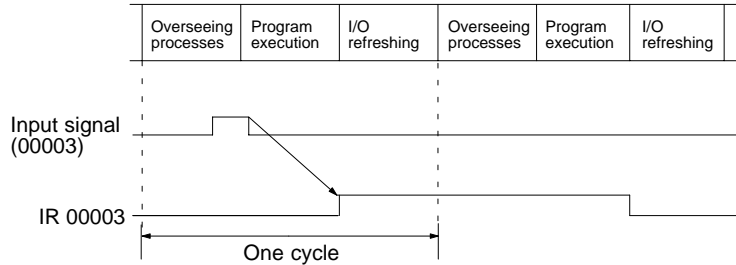 Overseeing processes
Program execution
I/O refreshing
Overseeing processes
Program execution
I/O refreshing
Input signal
(00003)
IR 00003
One cycle